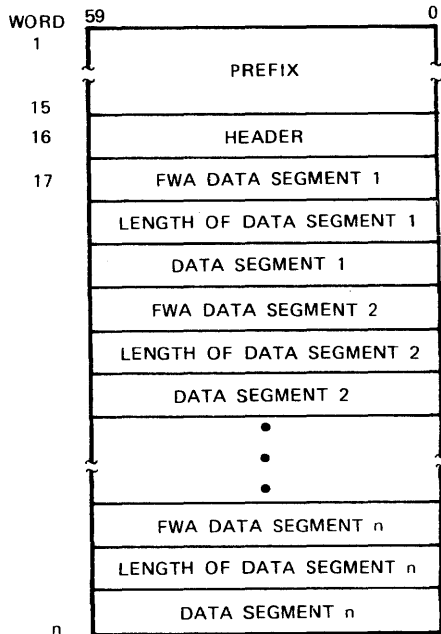 WORD 59 0
1
PREFIX
15
16 HEADER
17 FWA DATA SEGMENT 1
LENGTH OF DATA SEGMENT 1
DATA SEGMENT 1
FWA DATA SEGMENT 2
LENGTH OF DATA SEGMENT 2
DATA SEGMENT 2
FWA DATA SEGMENT n
LENGTH OF DATA SEGMENT n
DATA SEGMENT n
n